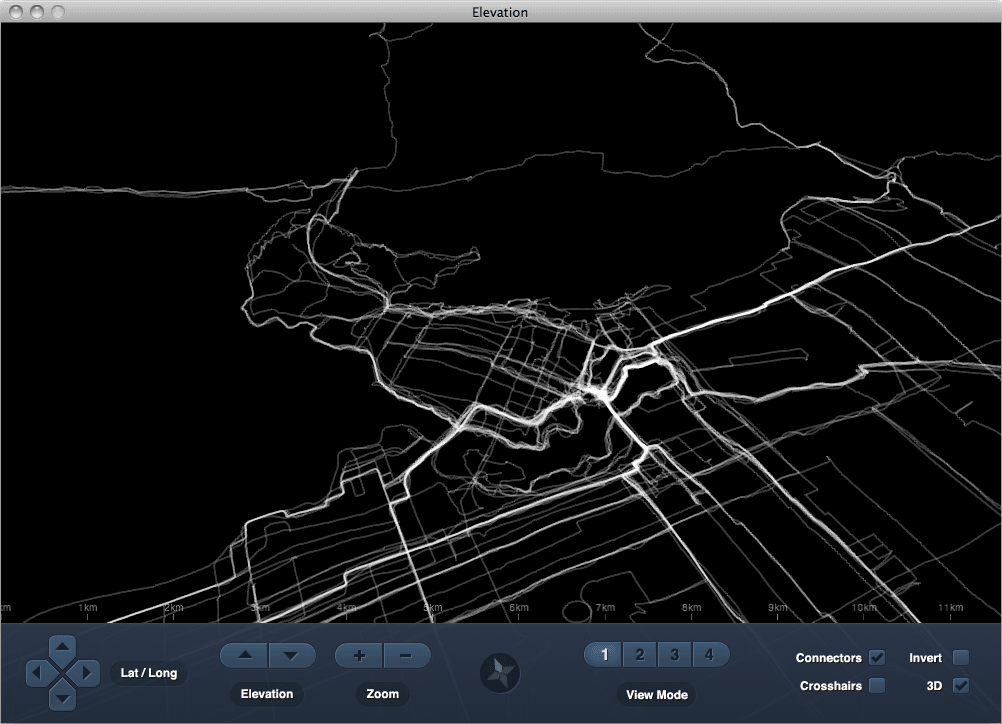 Elevation
km 1km 2km 3km 4km 5km 6km 7km 8km 9km 10km 11km
Lat / Long
Elevation
+ −
Zoom
1 2 3 4
View Mode
Connectors
Invert
Crosshairs
3D